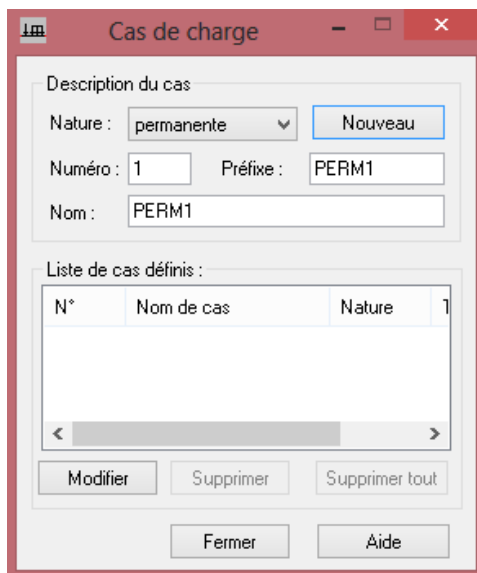 Cas de charge
Description du cas
Nature : permanente Nouveau
Numéro : 1 Préfixe : PERM1
Nom : PERM1
Liste de cas définis :
N° Nom de cas Nature
Modifier Supprimer Supprimer tout
Fermer Aide